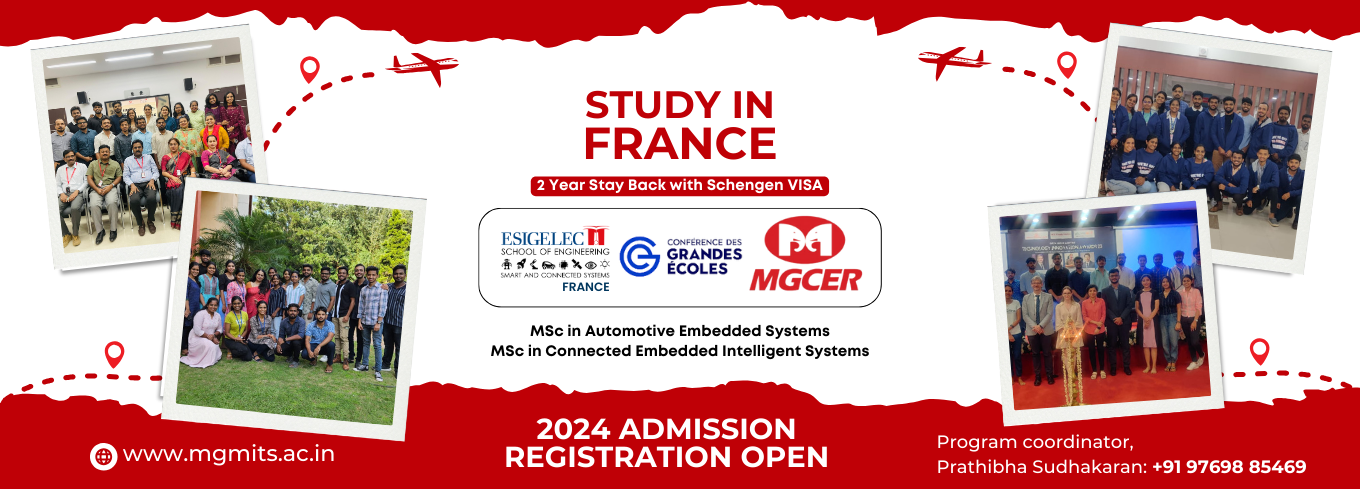 STUDY IN
FRANCE
2 Year Stay Back with Schengen VISA
ESIGELEC
SCHOOL OF ENGINEERING
SMART AND CONNECTED SYSTEMS
FRANCE
CONFÉRENCE DES
GRANDES
ÉCOLES
MGCER
MSc in Automotive Embedded Systems
MSc in Connected Embedded Intelligent Systems
2024 ADMISSION
REGISTRATION OPEN
www.mgmits.ac.in
Program coordinator,
Prathibha Sudhakaran: +91 97698 85469